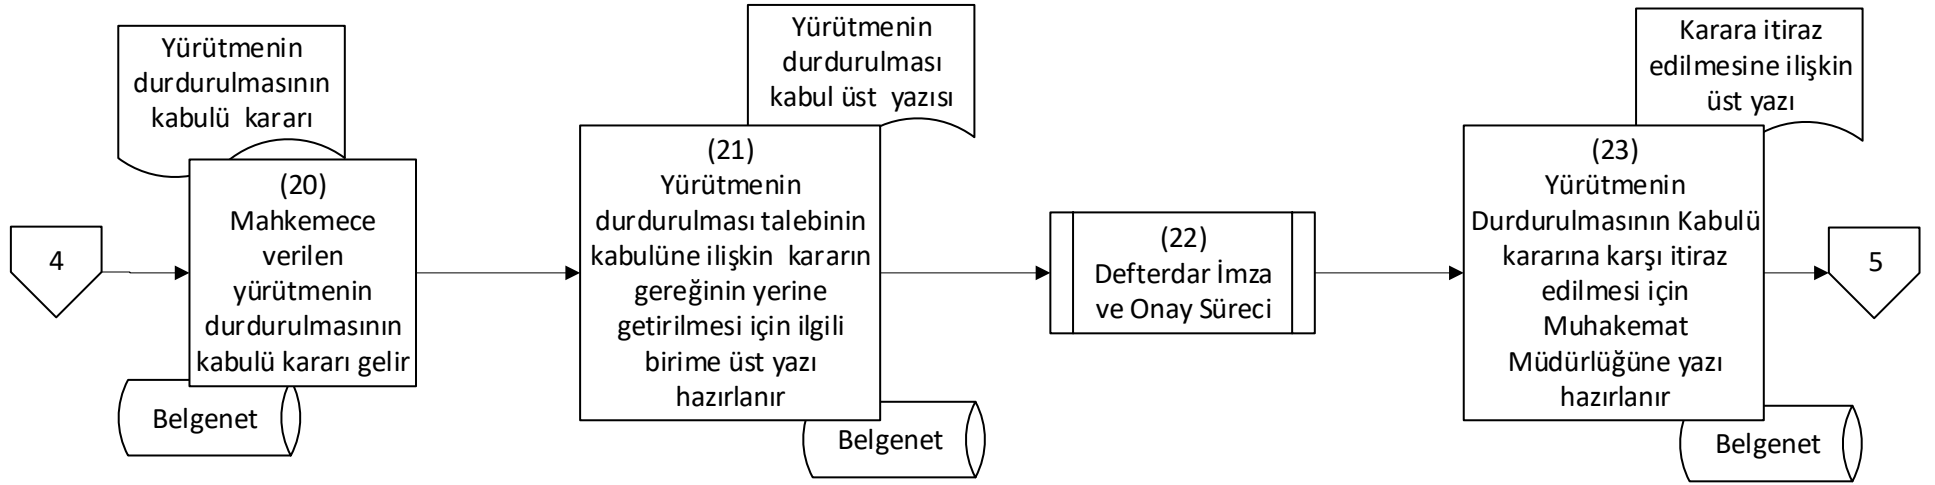 4
Yürütmenin
durdurulmasının
kabulü kararı
(20)
Mahkemece
verilen
yürütmenin
durdurulmasının
kabulü kararı gelir
Belgenet
Yürütmenin
durdurulması
kabul üst yazısı
(21)
Yürütmenin
durdurulması talebinin
kabulüne ilişkin kararın
gereğinin yerine
getirilmesi için ilgili
birime üst yazı
hazırlanır
Belgenet
(22)
Defterdar İmza
ve Onay Süreci
Karara itiraz
edilmesine ilişkin
üst yazı
(23)
Yürütmenin
Durdurulmasının Kabulü
kararına karşı itiraz
edilmesi için
Muhakemat
Müdürlüğüne yazı
hazırlanır
Belgenet
5